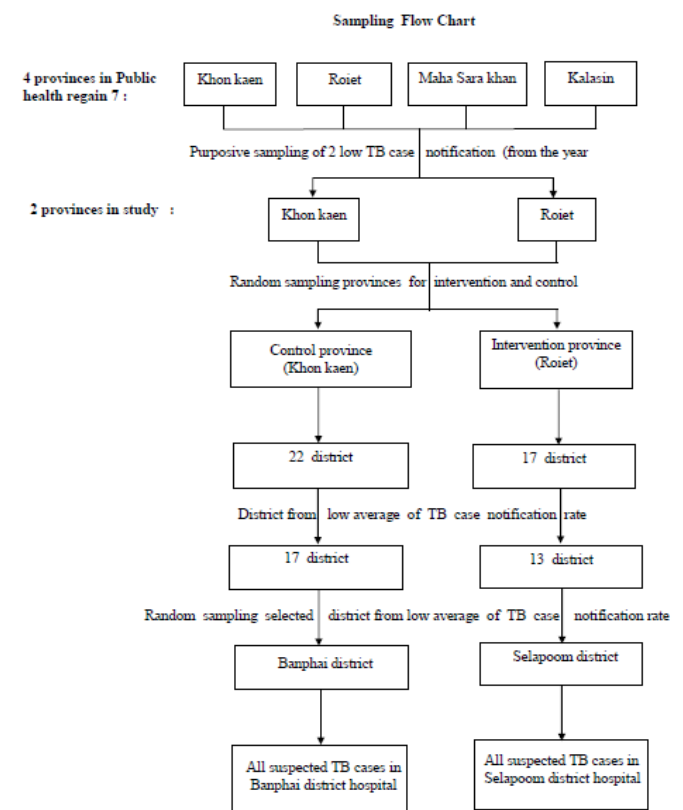 Sampling Flow Chart
4 provinces in Public
health regain 7 :
Khon kaen
Roiet
Maha Sara khan
Kalasin
Purposive sampling of 2 low TB case notification (from the year
2 provinces in study :
Khon kaen
Roiet
Random sampling provinces for intervention and control
Control province
(Khon kaen)
Intervention province
(Roiet)
22 district
17 district
District from low average of TB case notification rate
17 district
13 district
Random sampling selected district from low average of TB case notification rate
Banphai district
Selapoom district
All suspected TB cases in
Banphai district hospital
All suspected TB cases in
Selapoom district hospital